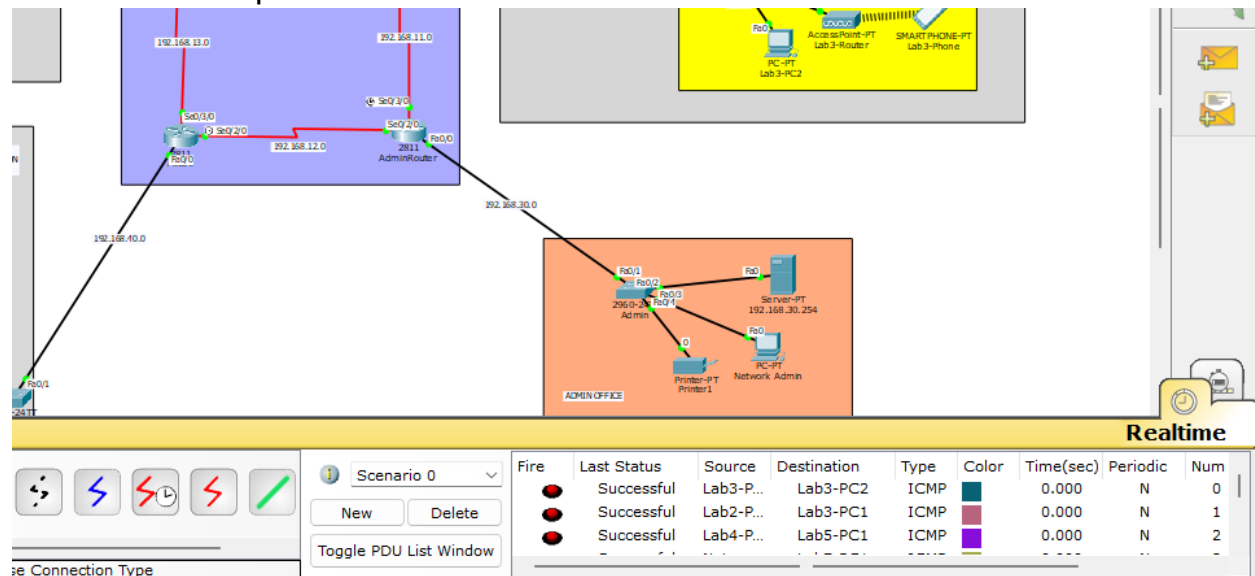 192.168.13.0
192.168.11.0
Fa0
AccessPoint-PT
Lab3-Router
SMARTPHONE-PT
Lab3-Phone
PC-PT
Lab3-PC2
Se0/3/0
Se0/3/0
Se0/2/0
Se0/2/0
Fa0/0
2811
Fa0/0
192.168.12.0
2811
AdminRouter
N
192.168.30.0
192.168.40.0
Fa0/1
Fa0/2
Fa0/3
Fa0/4
Fa0
Server-PT
192.168.30.254
Admin
Fa0
0
PC-PT
Network Admin
Printer-PT
Printer1
ADMIN OFFICE
Fa0/1
-24TT
Realtime
Scenario 0
New
Delete
Toggle PDU List Window
Fire Last Status Source Destination Type Color Time(sec) Periodic Num
Successful Lab3-P... Lab3-PC2 ICMP 0.000 N 0
Successful Lab2-P... Lab3-PC1 ICMP 0.000 N 1
Successful Lab4-P... Lab5-PC1 ICMP 0.000 N 2
se Connection Type